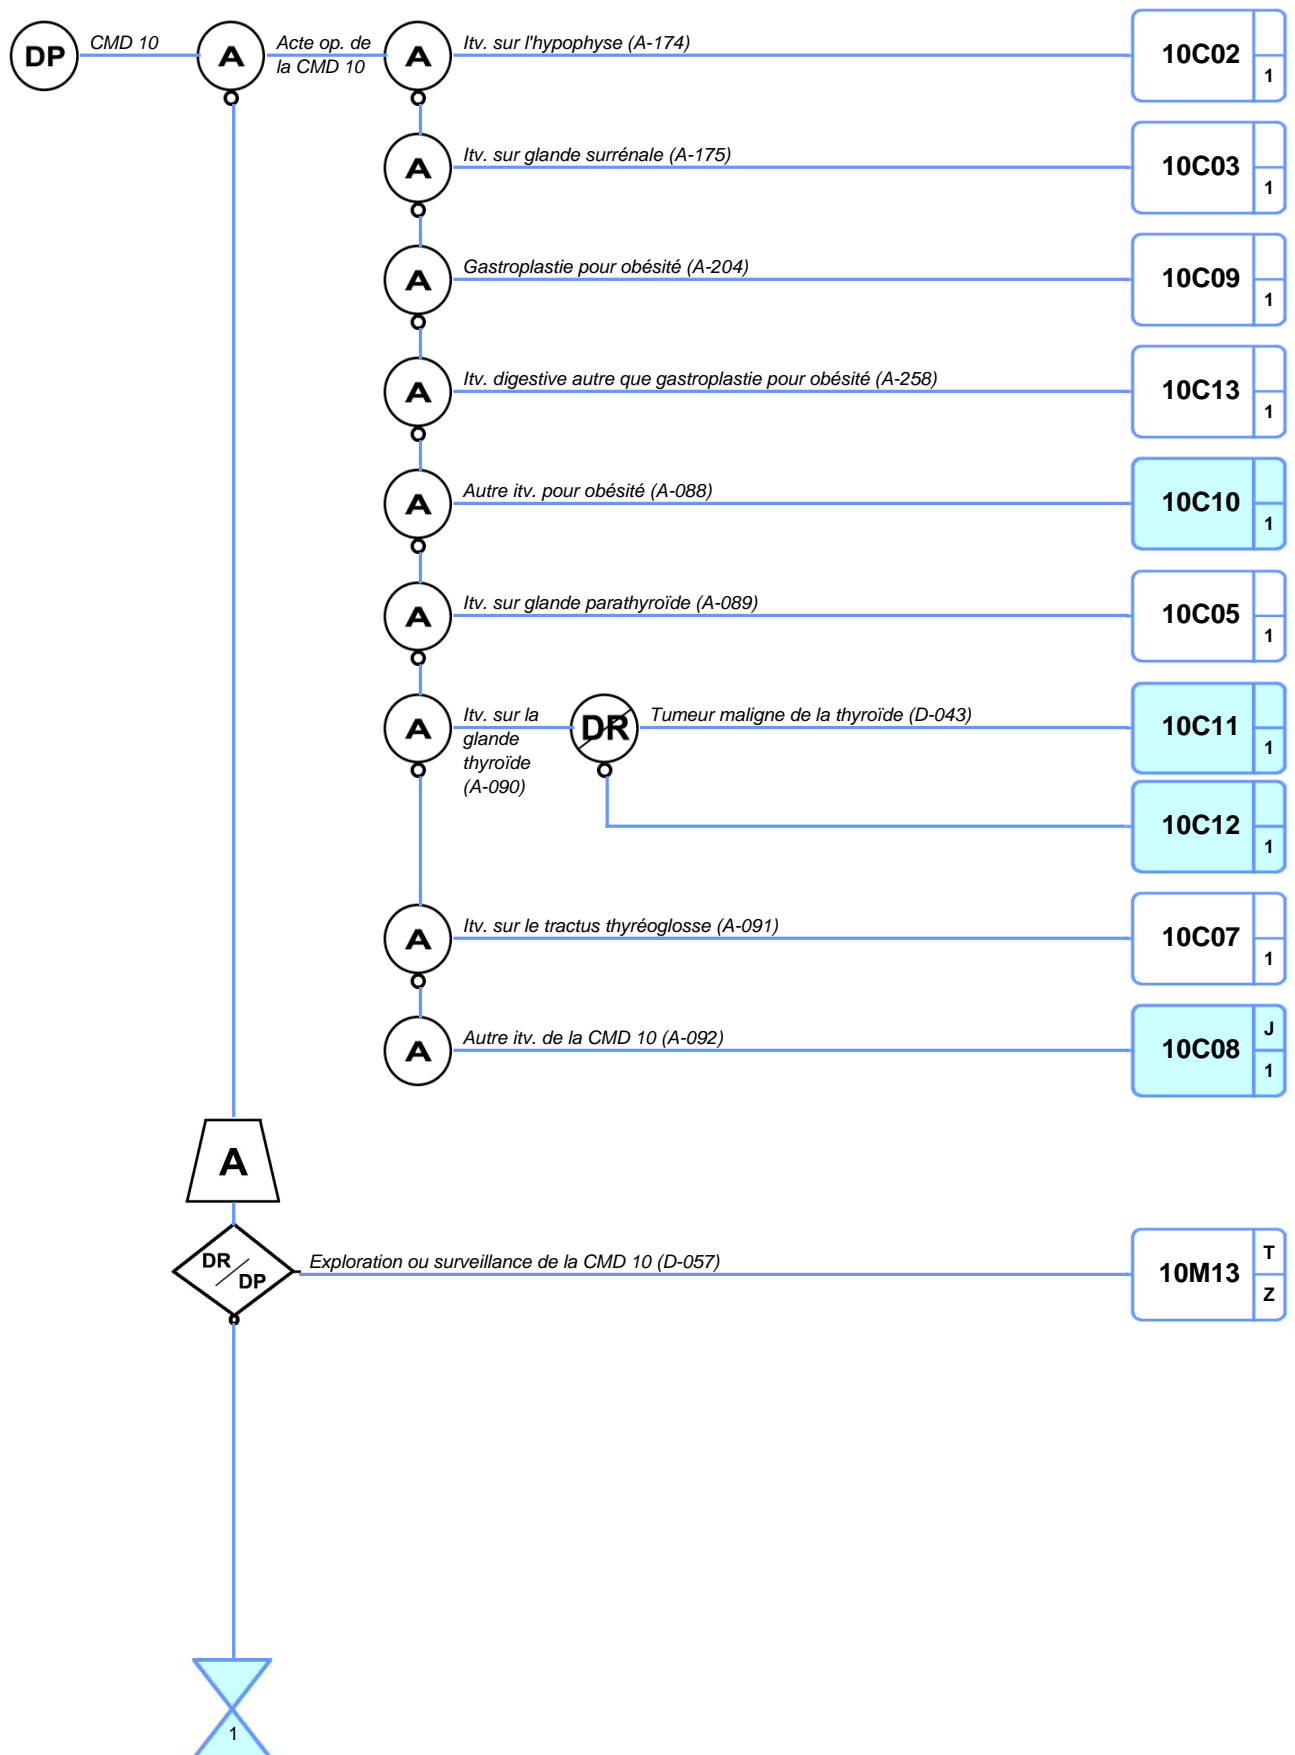 DP
CMD 10
A
Acte op. de
la CMD 10
A
Itv. sur l'hypophyse (A-174)
10C02
1
A
Itv. sur glande surrénale (A-175)
10C03
1
A
Gastroplastie pour obésité (A-204)
10C09
1
A
Itv. digestive autre que gastroplastie pour obésité (A-258)
10C13
1
A
Autre itv. pour obésité (A-088)
10C10
1
A
Itv. sur glande parathyroïde (A-089)
10C05
1
A
Itv. sur la
glande
thyroïde
(A-090)
DR
Tumeur maligne de la thyroïde (D-043)
10C11
1
10C12
1
A
Itv. sur le tractus thyréoglosse (A-091)
10C07
1
A
Autre itv. de la CMD 10 (A-092)
10C08
J
1
A
DR
DP
Exploration ou surveillance de la CMD 10 (D-057)
10M13
T
Z
1